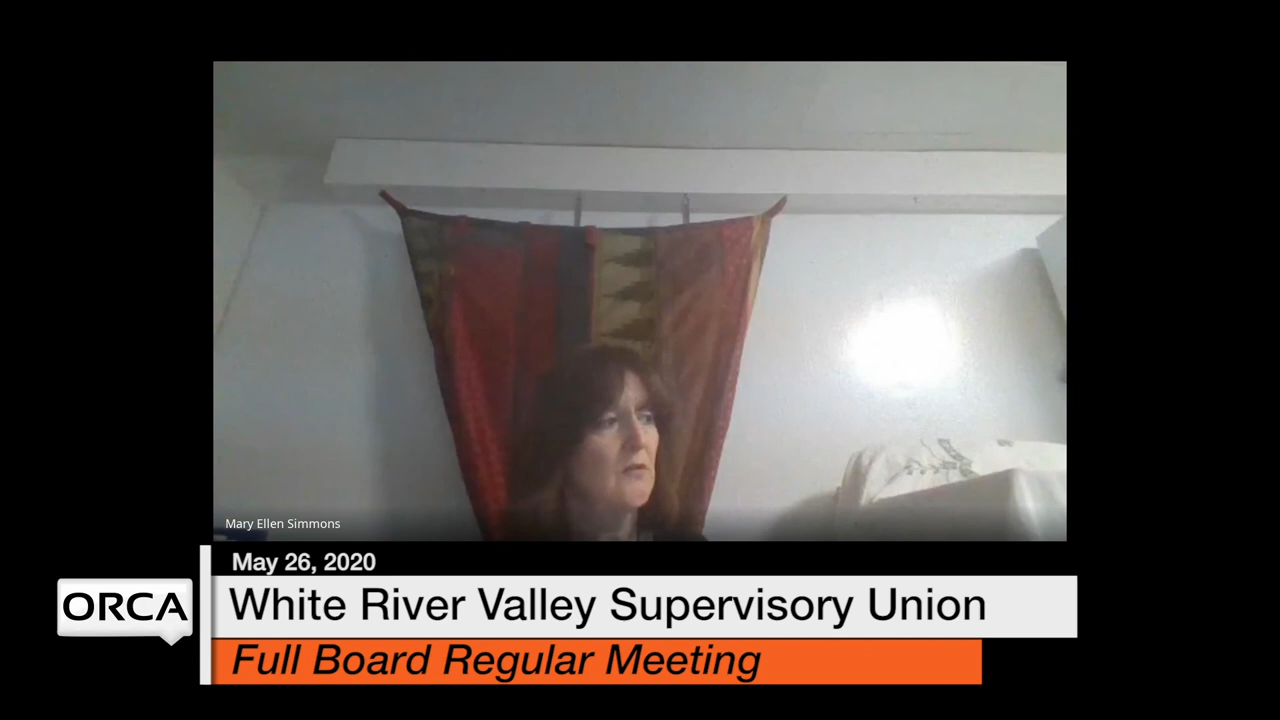 Mary Ellen Simmons
May 26, 2020
ORCA
White River Valley Supervisory Union
Full Board Regular Meeting